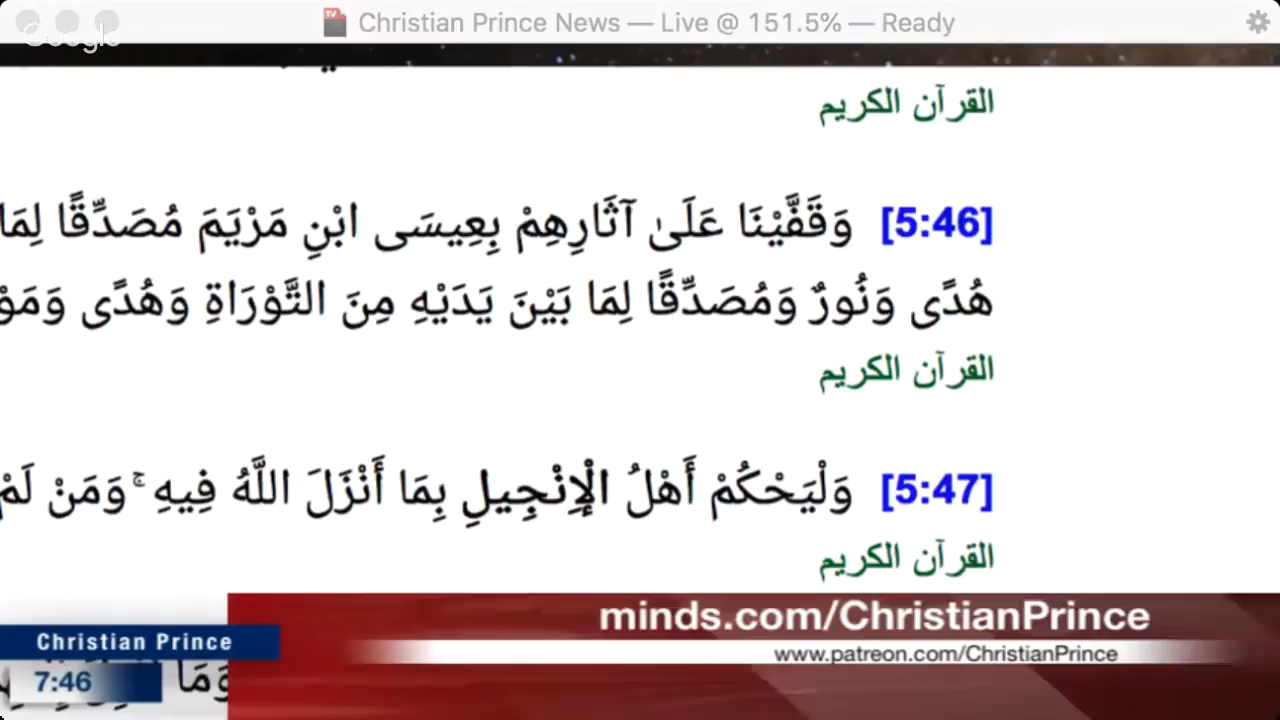 Christian Prince News — Live @ 151.5% — Ready
Google
القرآن الكريم
[5:46] وَقَفَّيْنَا عَلَىٰ آثَارِهِمْ بِعِيسَى ابْنِ مَرْيَمَ مُصَدِّقًا لِمَا
هُدًى وَنُورٌ وَمُصَدِّقًا لِمَا بَيْنَ يَدَيْهِ مِنَ التَّوْرَاةِ وَهُدًى
القرآن الكريم
[5:47] وَلْيَحْكُمْ أَهْلُ الْإِنْجِيلِ بِمَا أَنْزَلَ اللَّهُ فِيهِ ۚ وَمَنْ لَمْ
القرآن الكريم
minds.com/ChristianPrince
Christian Prince
www.patreon.com/ChristianPrince
7:46